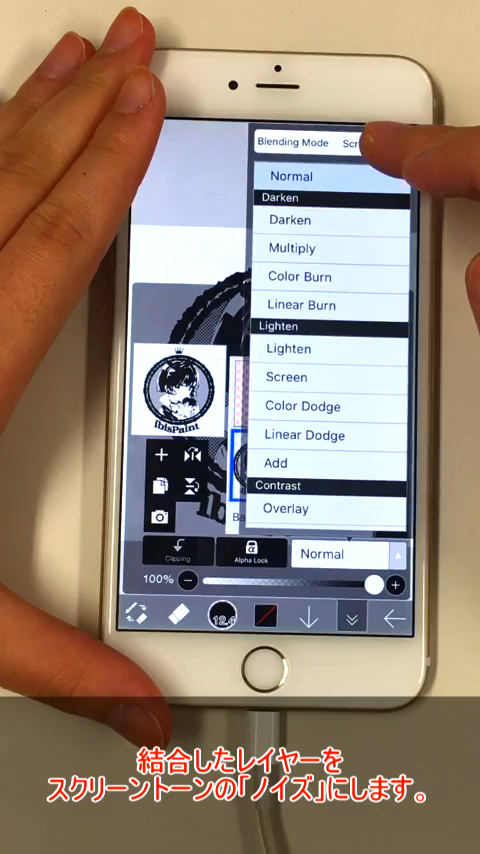 Blending Mode
Normal
Darken
Darken
Multiply
Color Burn
Linear Burn
Lighten
Lighten
Screen
Color Dodge
Linear Dodge
Add
Contrast
Overlay
ibisPaint
Clipping
Alpha Lock
Normal
100%
12.4
結合したレイヤーを
スクリーントーンの「ノイズ」にします。